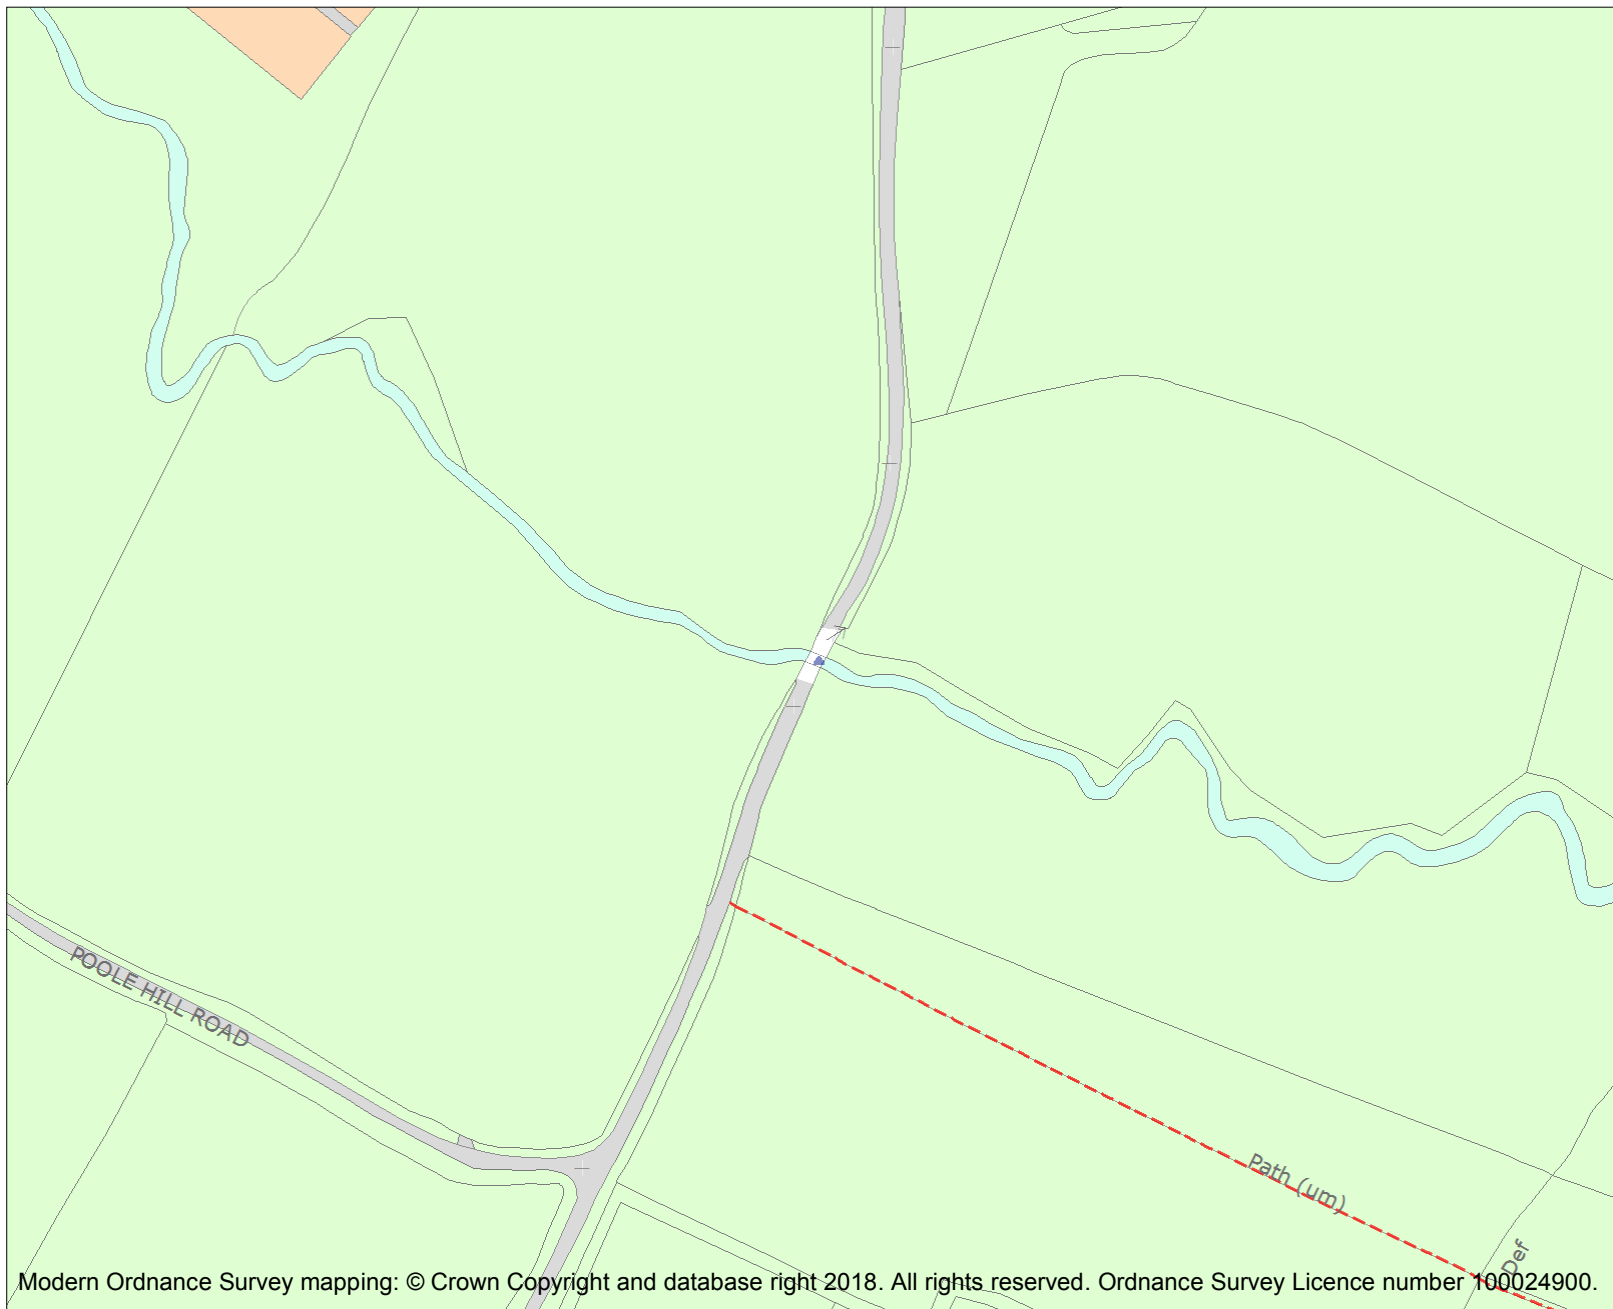 POOLE HILL ROAD
Path (um)
Def
Modern Ordnance Survey mapping: © Crown Copyright and database right 2018. All rights reserved. Ordnance Survey Licence number 100024900.